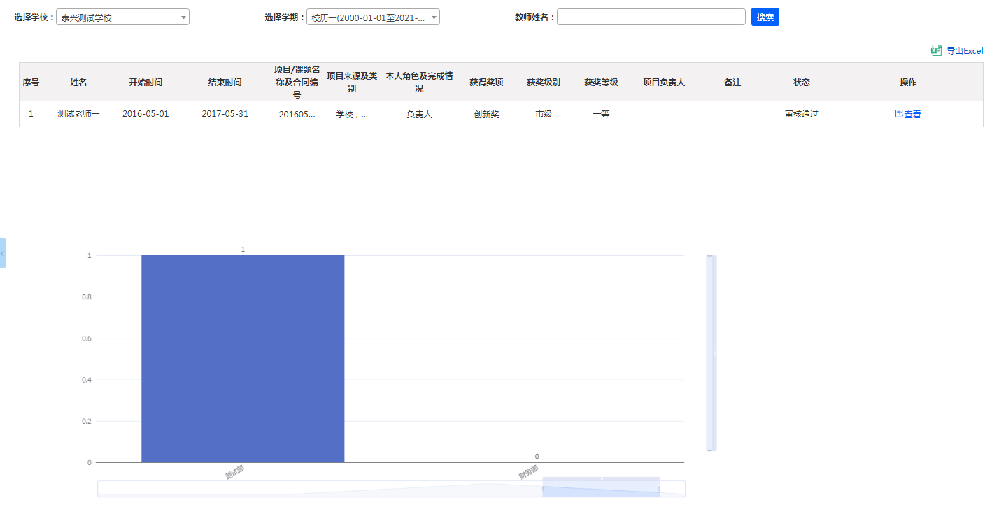 选择学校： 泰兴测试学校 选择学期： 校历一(2000-01-01至2021-... 教师姓名： 搜索
导出Excel
序号 姓名 开始时间 结束时间 项目/课题名称及合同编号 项目来源及类别 本人角色及完成情况 获得奖项 获奖级别 获奖等级 项目负责人 备注 状态 操作
1 测试老师一 2016-05-01 2017-05-31 201605... 学校，... 负责人 创新奖 市级 一等 审核通过 查看
1
1
0.8
0.6
0.4
0.2
0
0
测试部 财务部